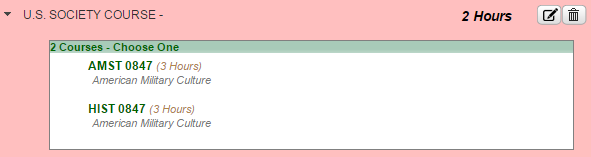 U.S. SOCIETY COURSE -
2 Hours
2 Courses - Choose One
AMST 0847 (3 Hours)
American Military Culture
HIST 0847 (3 Hours)
American Military Culture